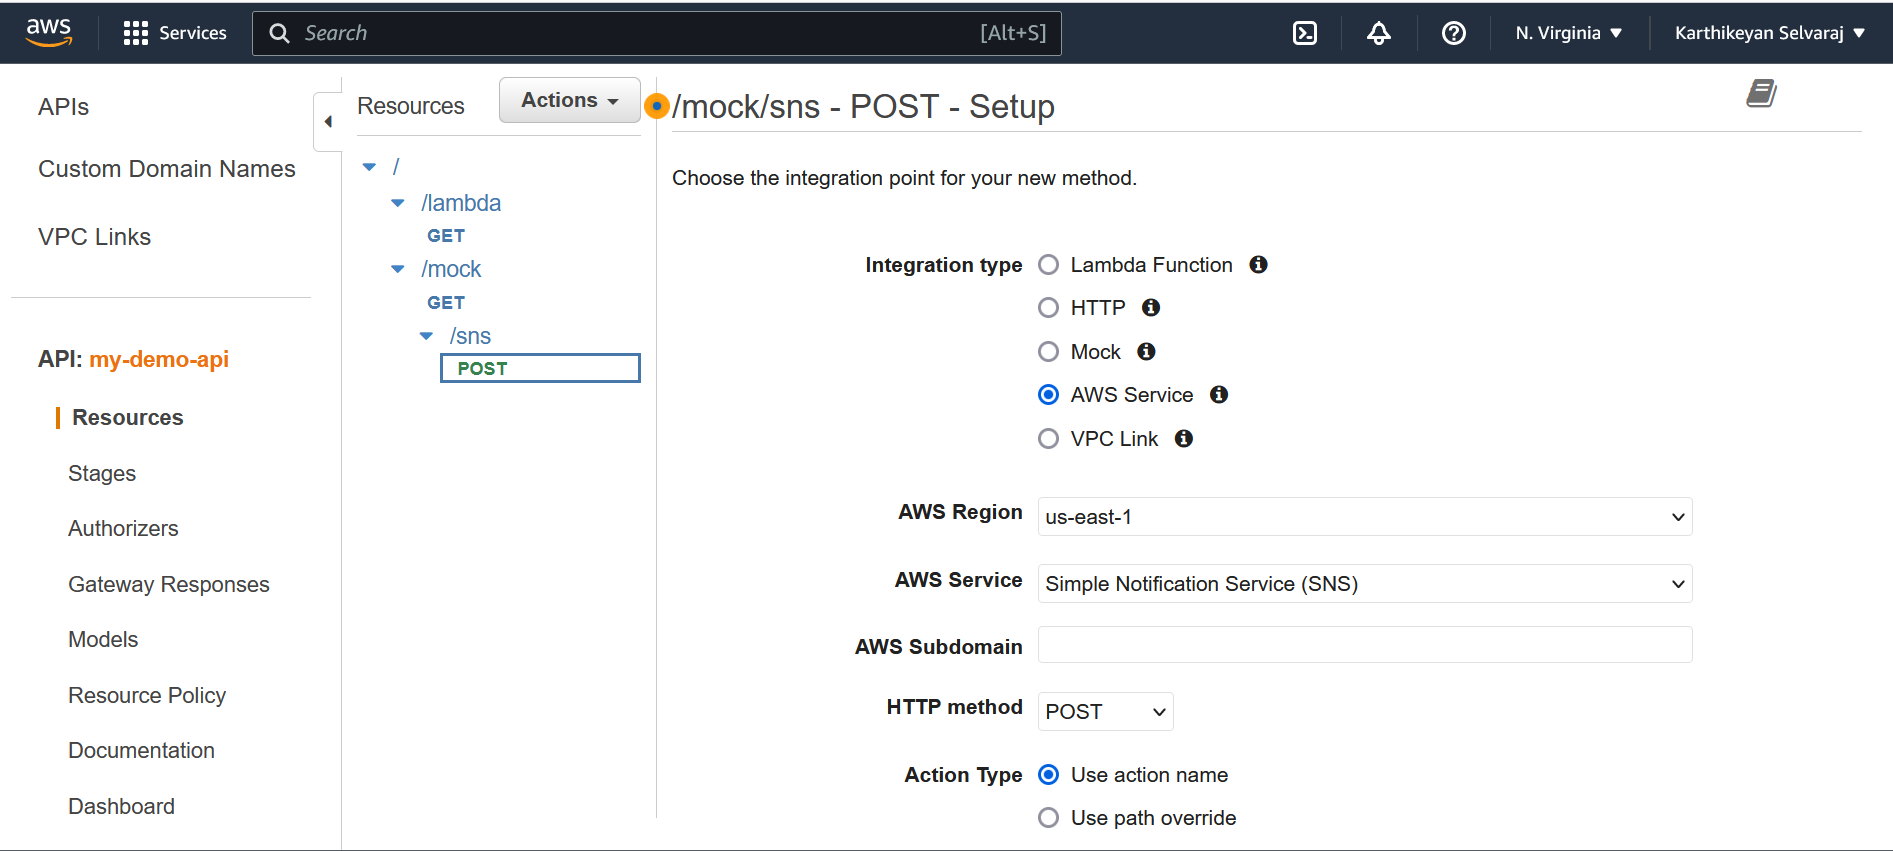 aws Services Search [Alt+S] N. Virginia Karthikeyan Selvaraj
APIs
Custom Domain Names
VPC Links
API: my-demo-api
Resources
Stages
Authorizers
Gateway Responses
Models
Resource Policy
Documentation
Dashboard
Resources Actions
/
/lambda
GET
/mock
GET
/sns
POST
/mock/sns - POST - Setup
Choose the integration point for your new method.
Integration type Lambda Function
HTTP
Mock
AWS Service
VPC Link
AWS Region us-east-1
AWS Service Simple Notification Service (SNS)
AWS Subdomain
HTTP method POST
Action Type Use action name
Use path override